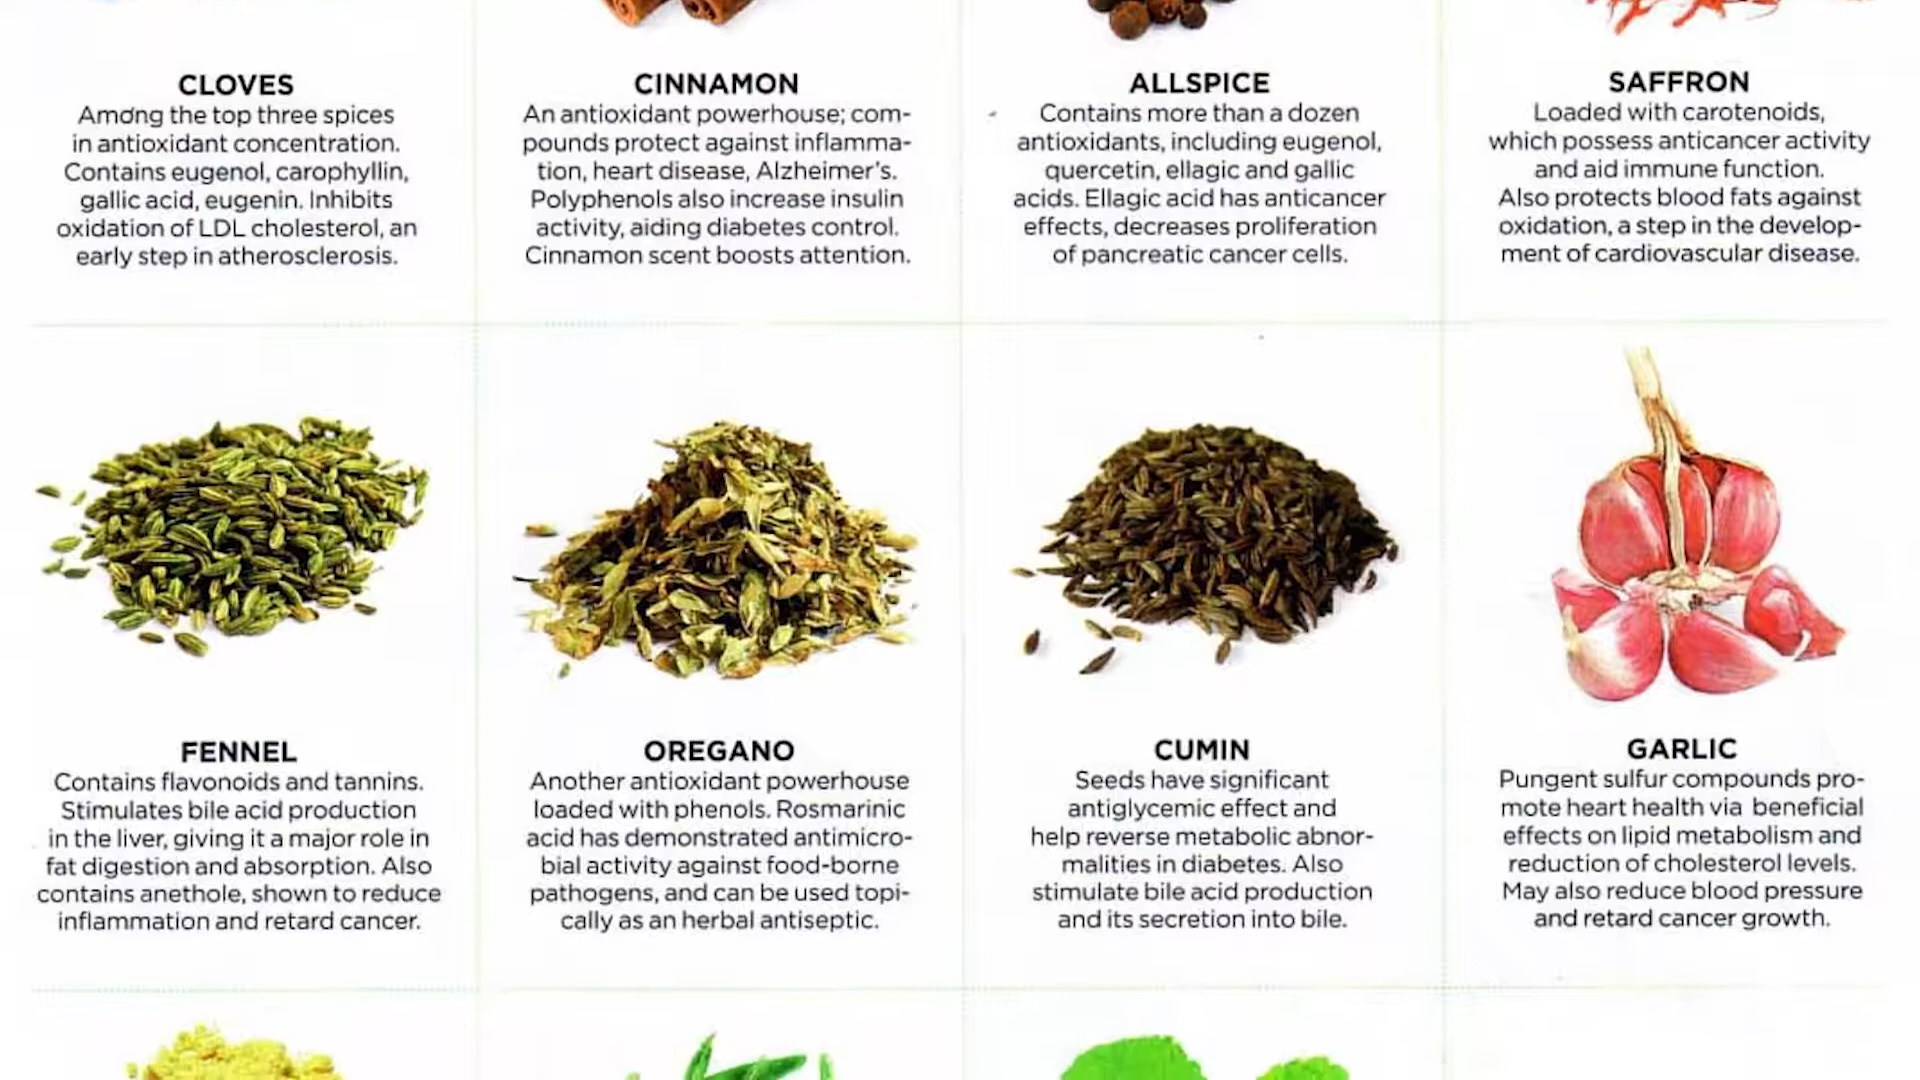 CLOVES
Among the top three spices
in antioxidant concentration.
Contains eugenol, carophyllin,
gallic acid, eugenin. Inhibits
oxidation of LDL cholesterol, an
early step in atherosclerosis.
CINNAMON
An antioxidant powerhouse; com-
pounds protect against inflamma-
tion, heart disease, Alzheimer's.
Polyphenols also increase insulin
activity, aiding diabetes control.
Cinnamon scent boosts attention.
ALLSPICE
Contains more than a dozen
antioxidants, including eugenol,
quercetin, ellagic and gallic
acids. Ellagic acid has anticancer
effects, decreases proliferation
of pancreatic cancer cells.
SAFFRON
Loaded with carotenoids,
which possess anticancer activity
and aid immune function.
Also protects blood fats against
oxidation, a step in the develop-
ment of cardiovascular disease.
FENNEL
Contains flavonoids and tannins.
Stimulates bile acid production
in the liver, giving it a major role in
fat digestion and absorption. Also
contains anethole, shown to reduce
inflammation and retard cancer.
OREGANO
Another antioxidant powerhouse
loaded with phenols. Rosmarinic
acid has demonstrated antimicro-
bial activity against food-borne
pathogens, and can be used topi-
cally as an herbal antiseptic.
CUMIN
Seeds have significant
antiglycemic effect and
help reverse metabolic abnor-
malities in diabetes. Also
stimulate bile acid production
and its secretion into bile.
GARLIC
Pungent sulfur compounds pro-
mote heart health via beneficial
effects on lipid metabolism and
reduction of cholesterol levels.
May also reduce blood pressure
and retard cancer growth.